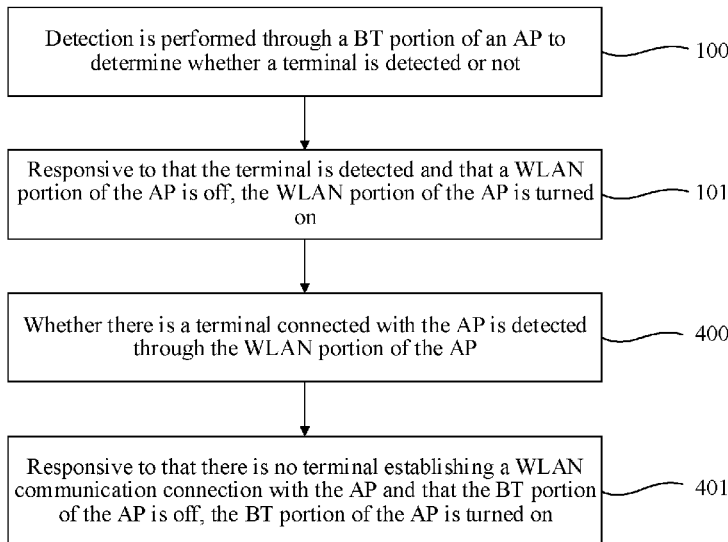 Detection is performed through a BT portion of an AP to
determine whether a terminal is detected or not
100
Responsive to that the terminal is detected and that a WLAN
portion of the AP is off, the WLAN portion of the AP is turned
on
101
Whether there is a terminal connected with the AP is detected
through the WLAN portion of the AP
400
Responsive to that there is no terminal establishing a WLAN
communication connection with the AP and that the BT portion
of the AP is off, the BT portion of the AP is turned on
401